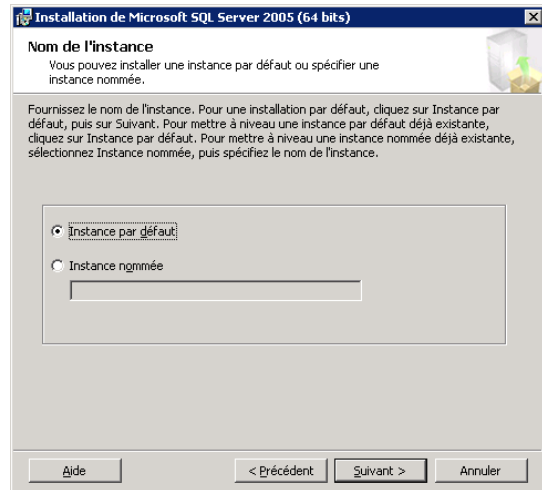 Installation de Microsoft SQL Server 2005 (64 bits)
Nom de l'instance
Vous pouvez installer une instance par défaut ou spécifier une
instance nommée.
Fournissez le nom de l'instance. Pour une installation par défaut, cliquez sur Instance par
défaut, puis sur Suivant. Pour mettre à niveau une instance par défaut déjà existante,
cliquez sur Instance par défaut. Pour mettre à niveau une instance nommée déjà existante,
sélectionnez Instance nommée, puis spécifiez le nom de l'instance.
Instance par défaut
Instance nommée
Aide
< Précédent
Suivant >
Annuler